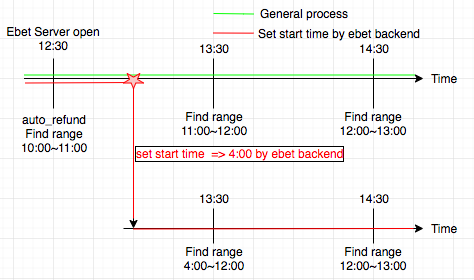 General process
Set start time by ebet backend
Ebet Server open
12:30
13:30
14:30
Time
auto_refund
Find range
10:00~11:00
Find range
11:00~12:00
Find range
12:00~13:00
set start time => 4:00 by ebet backend
13:30
14:30
Time
Find range
4:00~12:00
Find range
12:00~13:00